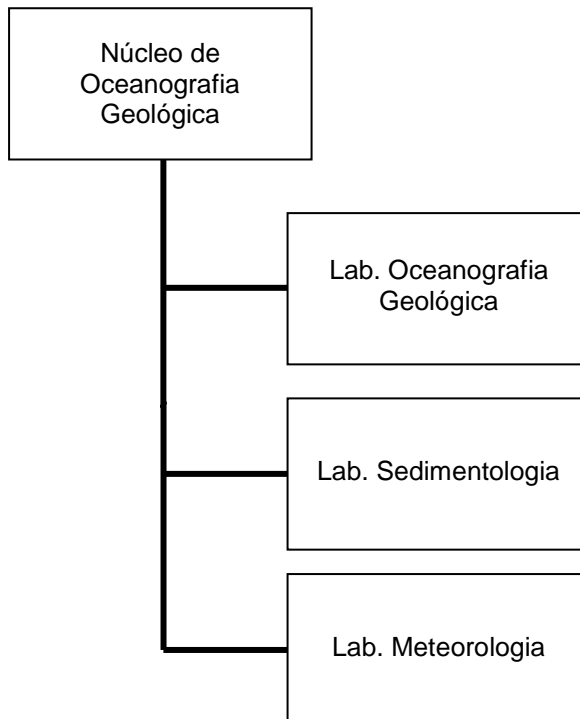 Núcleo de
Oceanografia
Geológica
Lab. Oceanografia
Geológica
Lab. Sedimentologia
Lab. Meteorologia